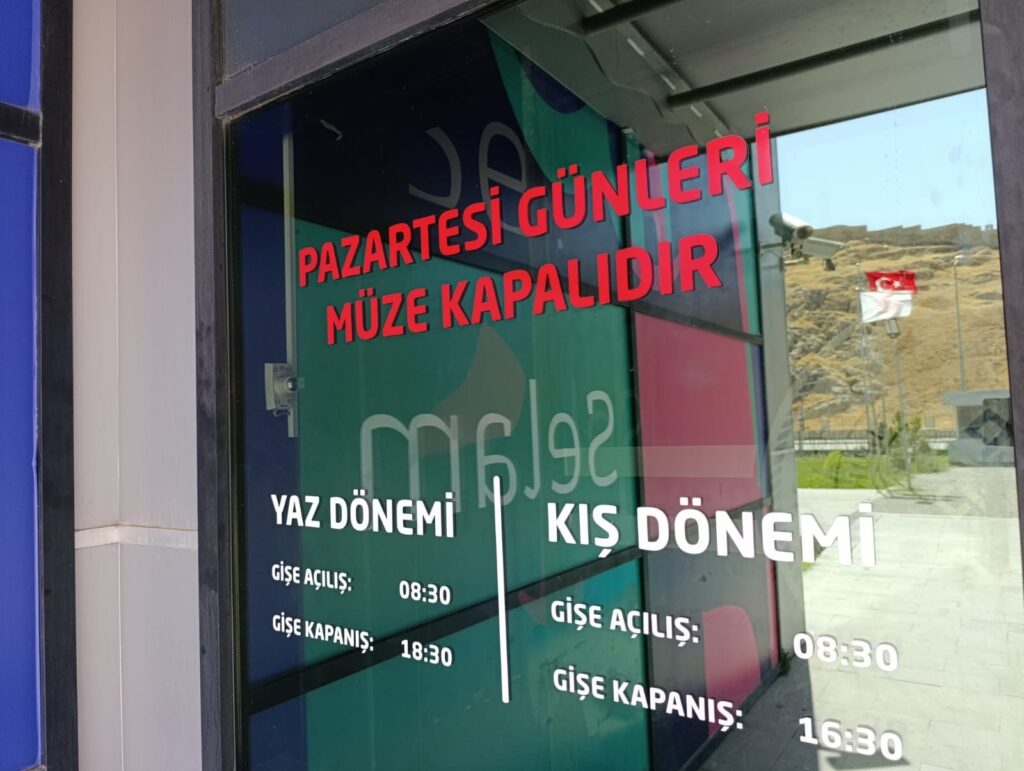 PAZARTESİ GÜNLERİ
MÜZE KAPALIDIR
selam
YAZ DÖNEMİ
GİŞE AÇILIŞ: 08:30
GİŞE KAPANIŞ: 18:30
KIŞ DÖNEMİ
GİŞE AÇILIŞ: 08:30
GİŞE KAPANIŞ: 16:30